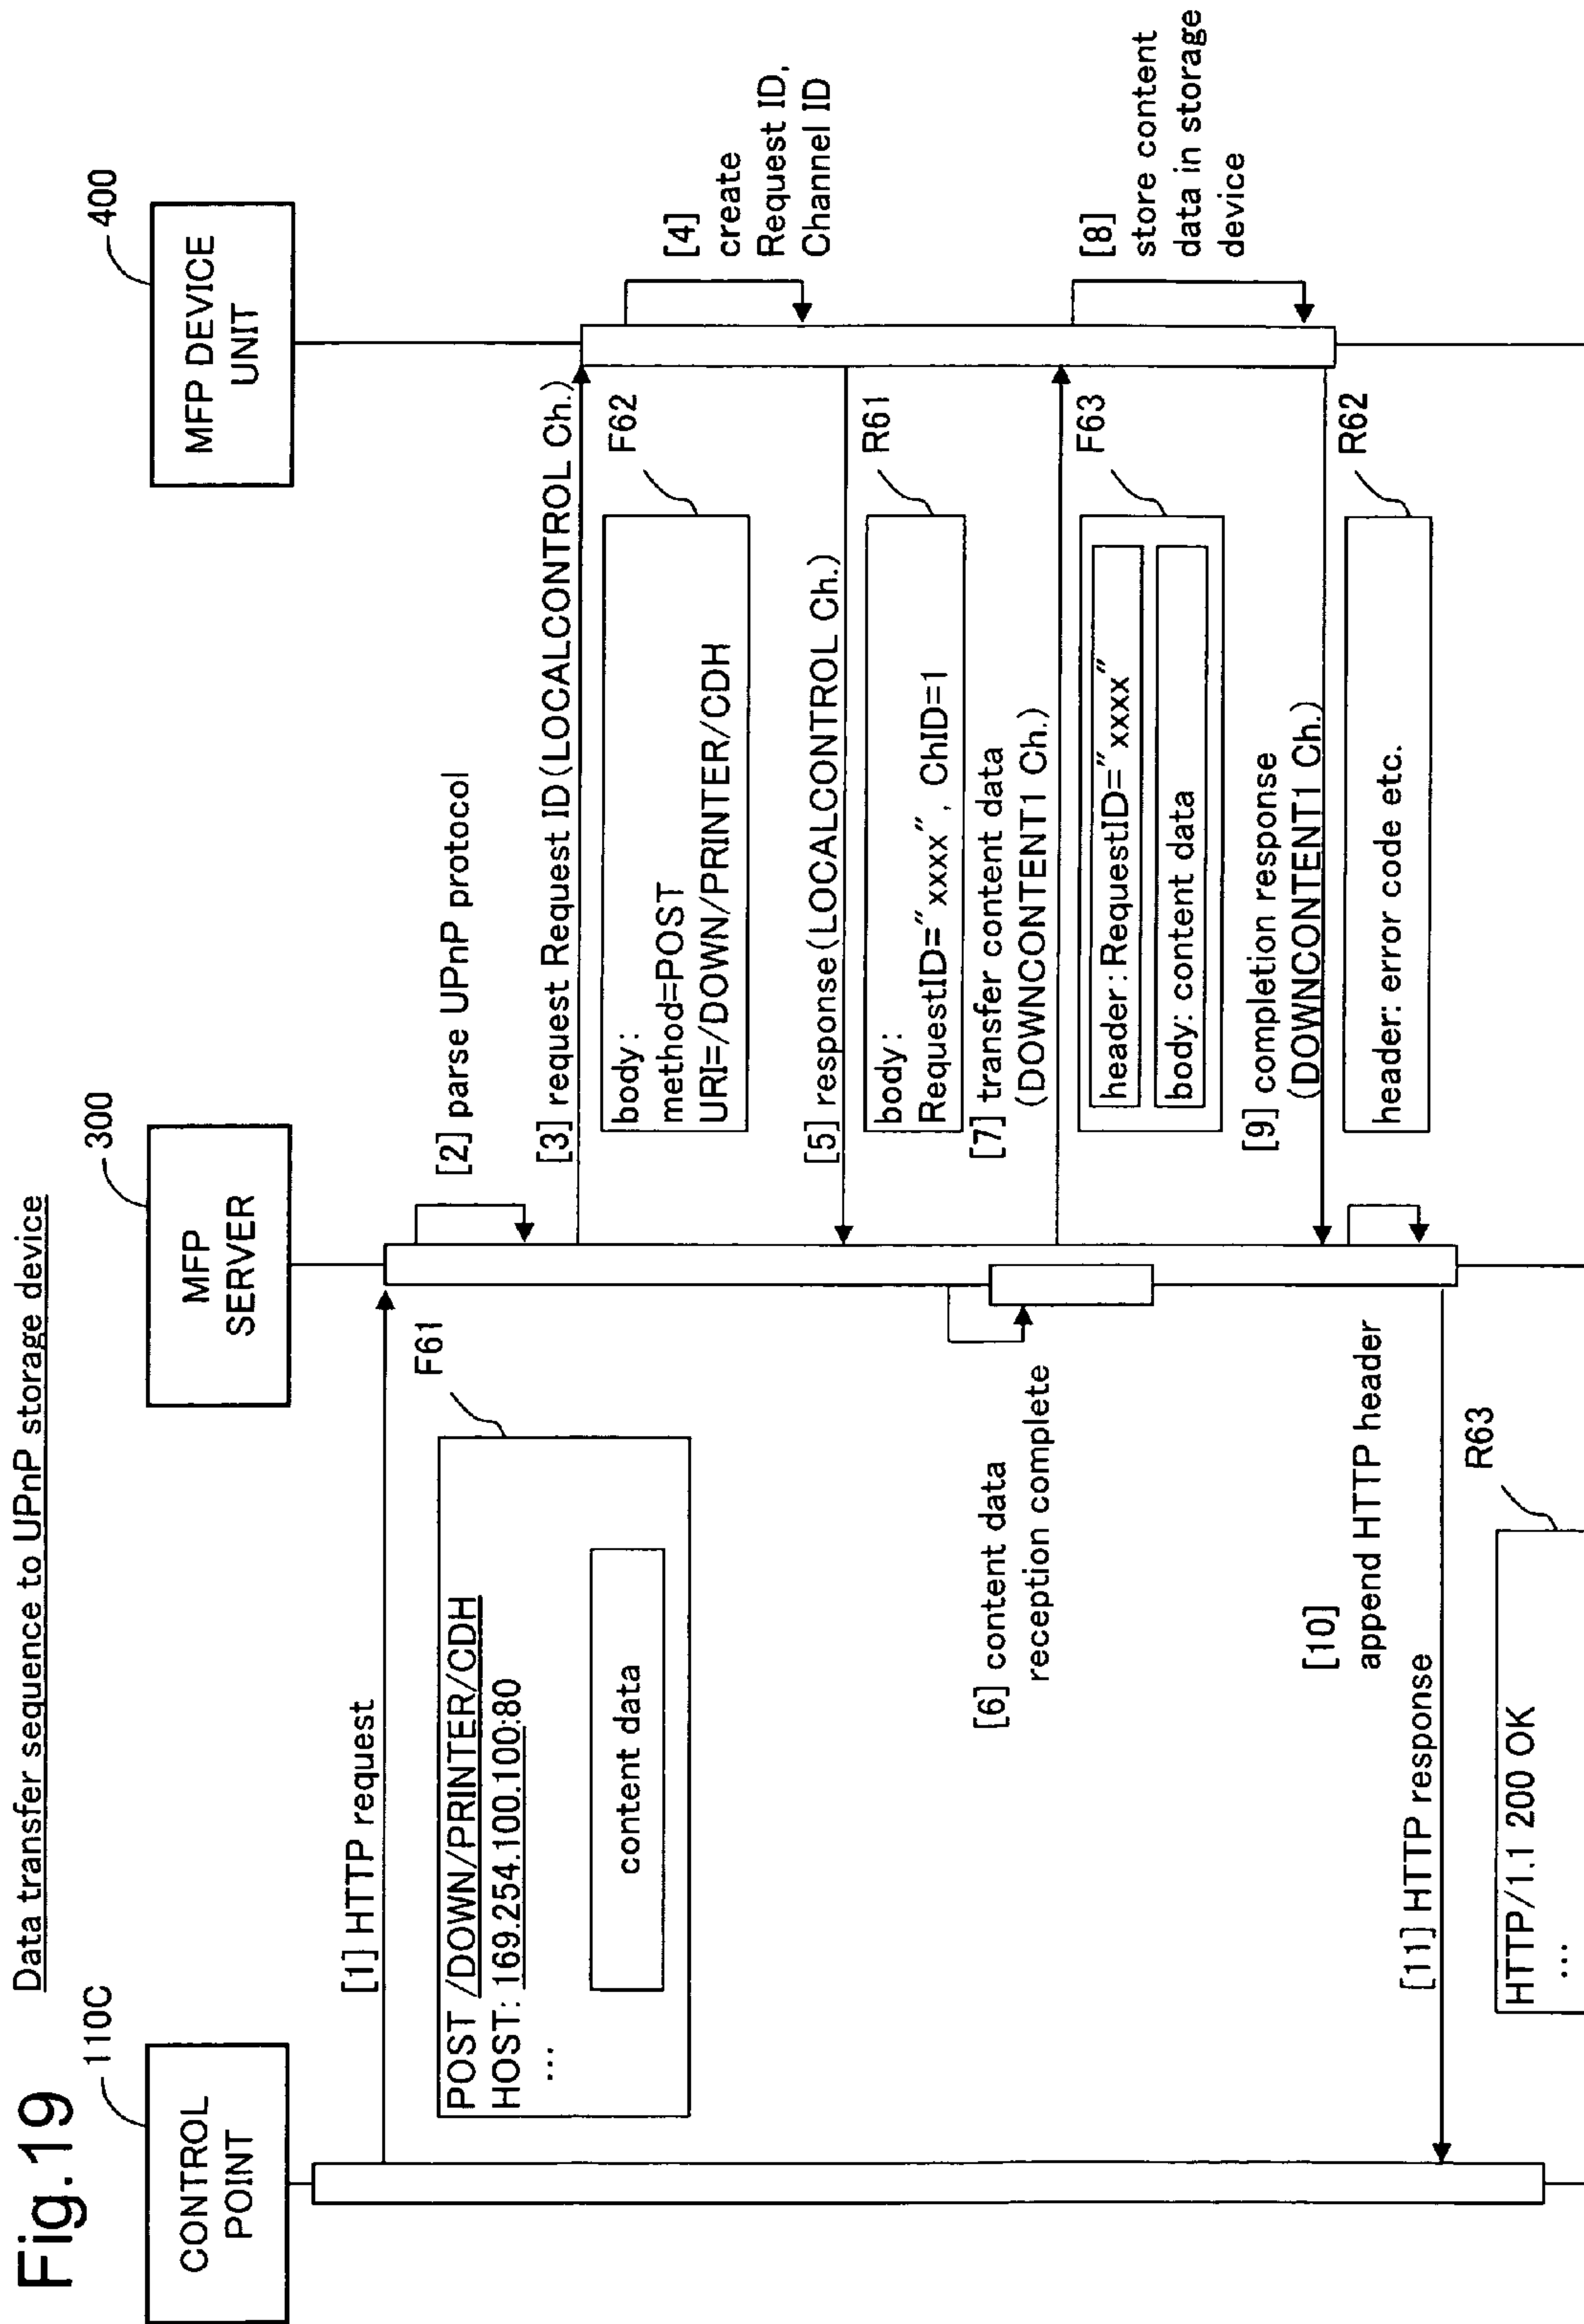 Fig.19
Data transfer sequence to UPnP storage device
110C
CONTROL
POINT
300
MFP
SERVER
400
MFP DEVICE
UNIT
[1] HTTP request
F61
POST /DOWN/PRINTER/CDH
HOST: 169.254.100.100:80
...
content data
[2] parse UPnP protocol
[3] request Request ID(LOCALCONTROL Ch.)
F62
body:
method=POST
URI=/DOWN/PRINTER/CDH
[4]
create
Request ID,
Channel ID
[5] response(LOCALCONTROL Ch.)
R61
body:
RequestID="xxxx", ChID=1
[6] content data
reception complete
[7] transfer content data
(DOWNCONTENT1 Ch.)
F63
header:RequestID="xxxx"
body: content data
[8]
store content
data in storage
device
[9] completion response
(DOWNCONTENT1 Ch.)
R62
header: error code etc.
[10]
append HTTP header
[11] HTTP response
R63
HTTP/1.1 200 OK
...